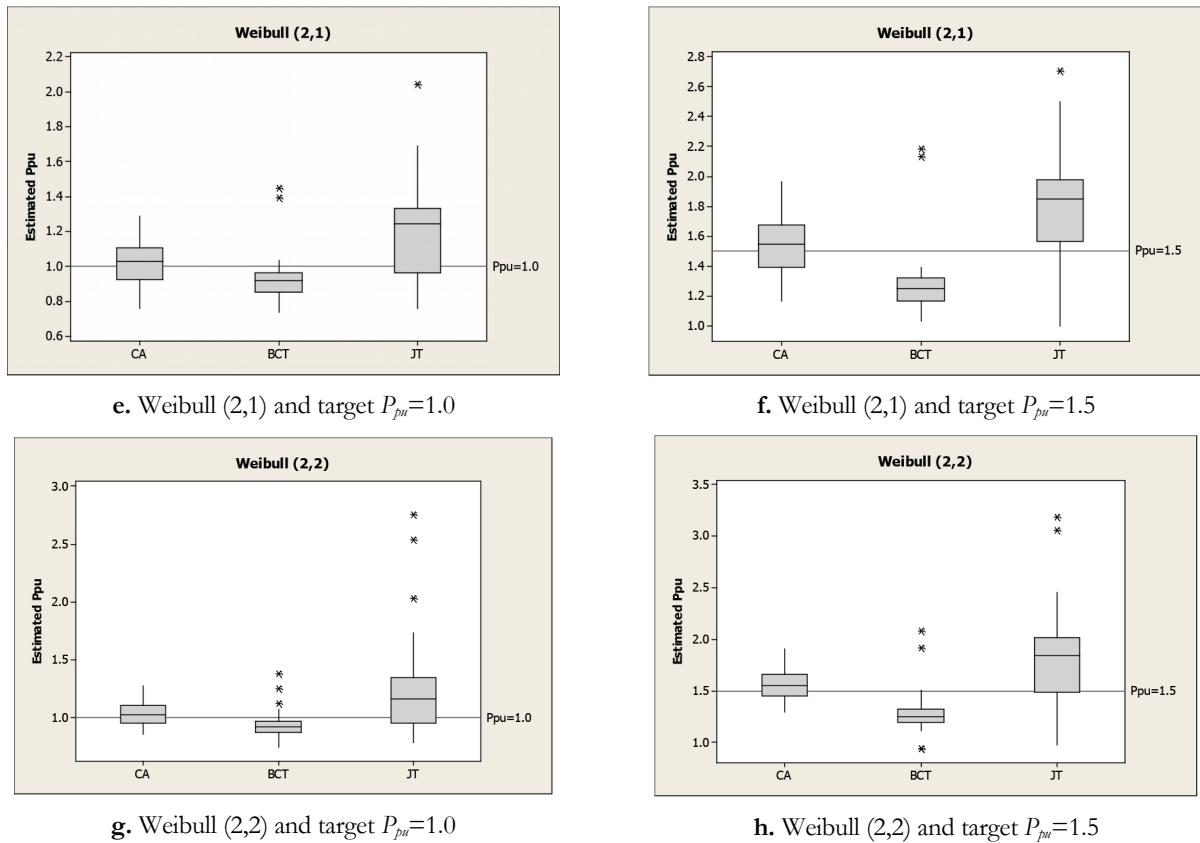 Weibull (2,1)
Estimated Ppu
2.2
2.0
1.8
1.6
1.4
1.2
1.0
0.8
0.6
Ppu=1.0
CA BCT JT
e. Weibull (2,1) and target Ppu=1.0
Weibull (2,1)
Estimated Ppu
2.8
2.6
2.4
2.2
2.0
1.8
1.6
1.4
1.2
1.0
Ppu=1.5
CA BCT JT
f. Weibull (2,1) and target Ppu=1.5
Weibull (2,2)
Estimated Ppu
3.0
2.5
2.0
1.5
1.0
Ppu=1.0
CA BCT JT
g. Weibull (2,2) and target Ppu=1.0
Weibull (2,2)
Estimated Ppu
3.5
3.0
2.5
2.0
1.5
1.0
Ppu=1.5
CA BCT JT
h. Weibull (2,2) and target Ppu=1.5